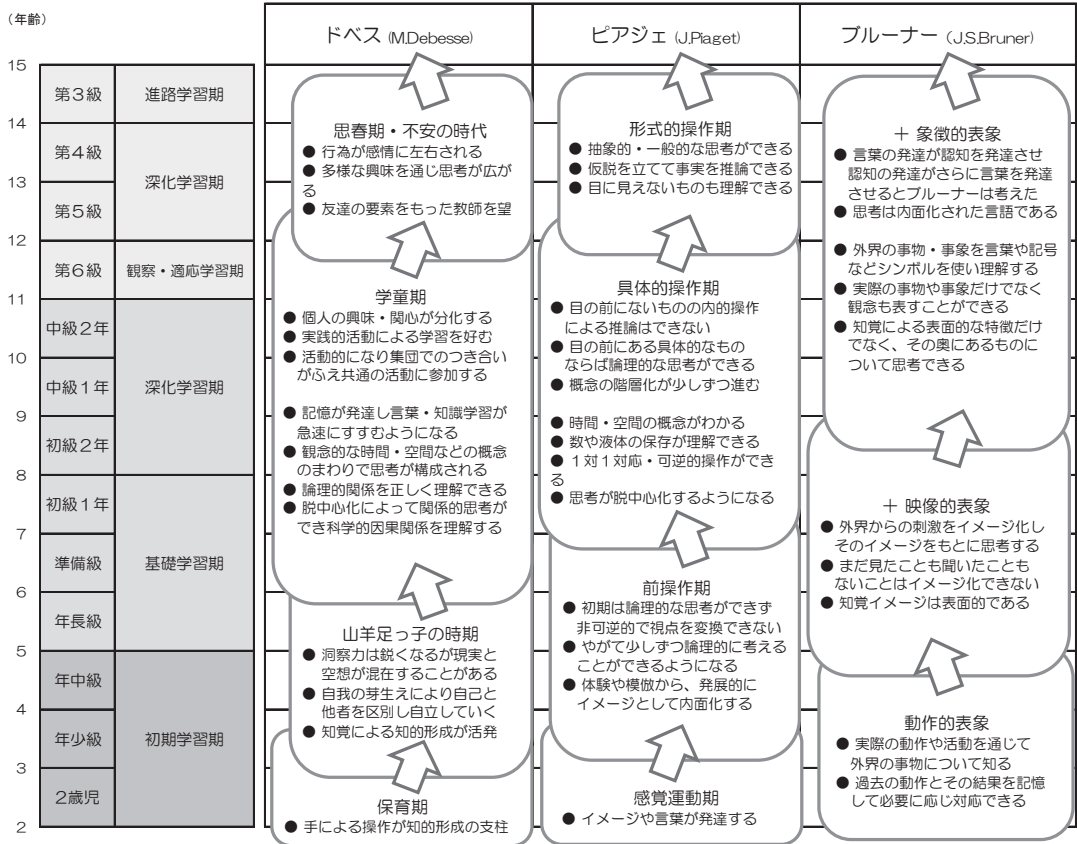 （年齢）
ドベス (M.Debesse)
ピアジェ (J.Piaget)
ブルーナー (J.S.Bruner)
15
14
13
12
11
10
9
8
7
6
5
4
3
2
第３級
第４級
第５級
第６級
中級２年
中級１年
初級２年
初級１年
準備級
年長級
年中級
年少級
２歳児
進路学習期
深化学習期
観察・適応学習期
深化学習期
基礎学習期
初期学習期
思春期・不安の時代
● 行為が感情に左右される
● 多様な興味を通じ思考が広が
る
● 友達の要素をもった教師を望
学童期
● 個人の興味・関心が分化する
● 実践的活動による学習を好む
● 活動的になり集団でのつき合い
がふえ共通の活動に参加する
● 記憶が発達し言葉・知識学習が
急速にすすむようになる
● 観念的な時間・空間などの概念
のまわりで思考が構成される
● 論理的関係を正しく理解できる
● 脱中心化によって関係的思考が
でき科学的因果関係を理解する
山羊足っ子の時期
● 洞察力は鋭くなるが現実と
空想が混在することがある
● 自我の芽生えにより自己と
他者を区別し自立していく
● 知覚による知的形成が活発
保育期
● 手による操作が知的形成の支柱
形式的操作期
● 抽象的・一般的な思考ができる
● 仮説を立てて事実を推論できる
● 目に見えないものも理解できる
具体的操作期
● 目の前にないものの内的操作
による推論はできない
● 目の前にある具体的なもの
ならば論理的な思考ができる
● 概念の階層化が少しずつ進む
● 時間・空間の概念がわかる
● 数や液体の保存が理解できる
● １対１対応・可逆的操作ができ
る
● 思考が脱中心化するようになる
前操作期
● 初期は論理的な思考ができず
非可逆的で視点を変換できない
● やがて少しずつ論理的に考える
ことができるようになる
● 体験や模倣から、発展的に
イメージとして内面化する
感覚運動期
● イメージや言葉が発達する
＋ 象徴的表象
● 言葉の発達が認知を発達させ
認知の発達がさらに言葉を発達
させるとブルーナーは考えた
● 思考は内面化された言語である
● 外界の事物・事象を言葉や記号
などシンボルを使い理解する
● 実際の事物や事象だけでなく
観念も表すことができる
● 知覚による表面的な特徴だけ
でなく、その奥にあるものに
ついて思考できる
＋ 映像的表象
● 外界からの刺激をイメージ化し
そのイメージをもとに思考する
● まだ見たことも聞いたことも
ないことはイメージ化できない
● 知覚イメージは表面的である
動作的表象
● 実際の動作や活動を通じて
外界の事物について知る
● 過去の動作とその結果を記憶
して必要に応じ対応できる